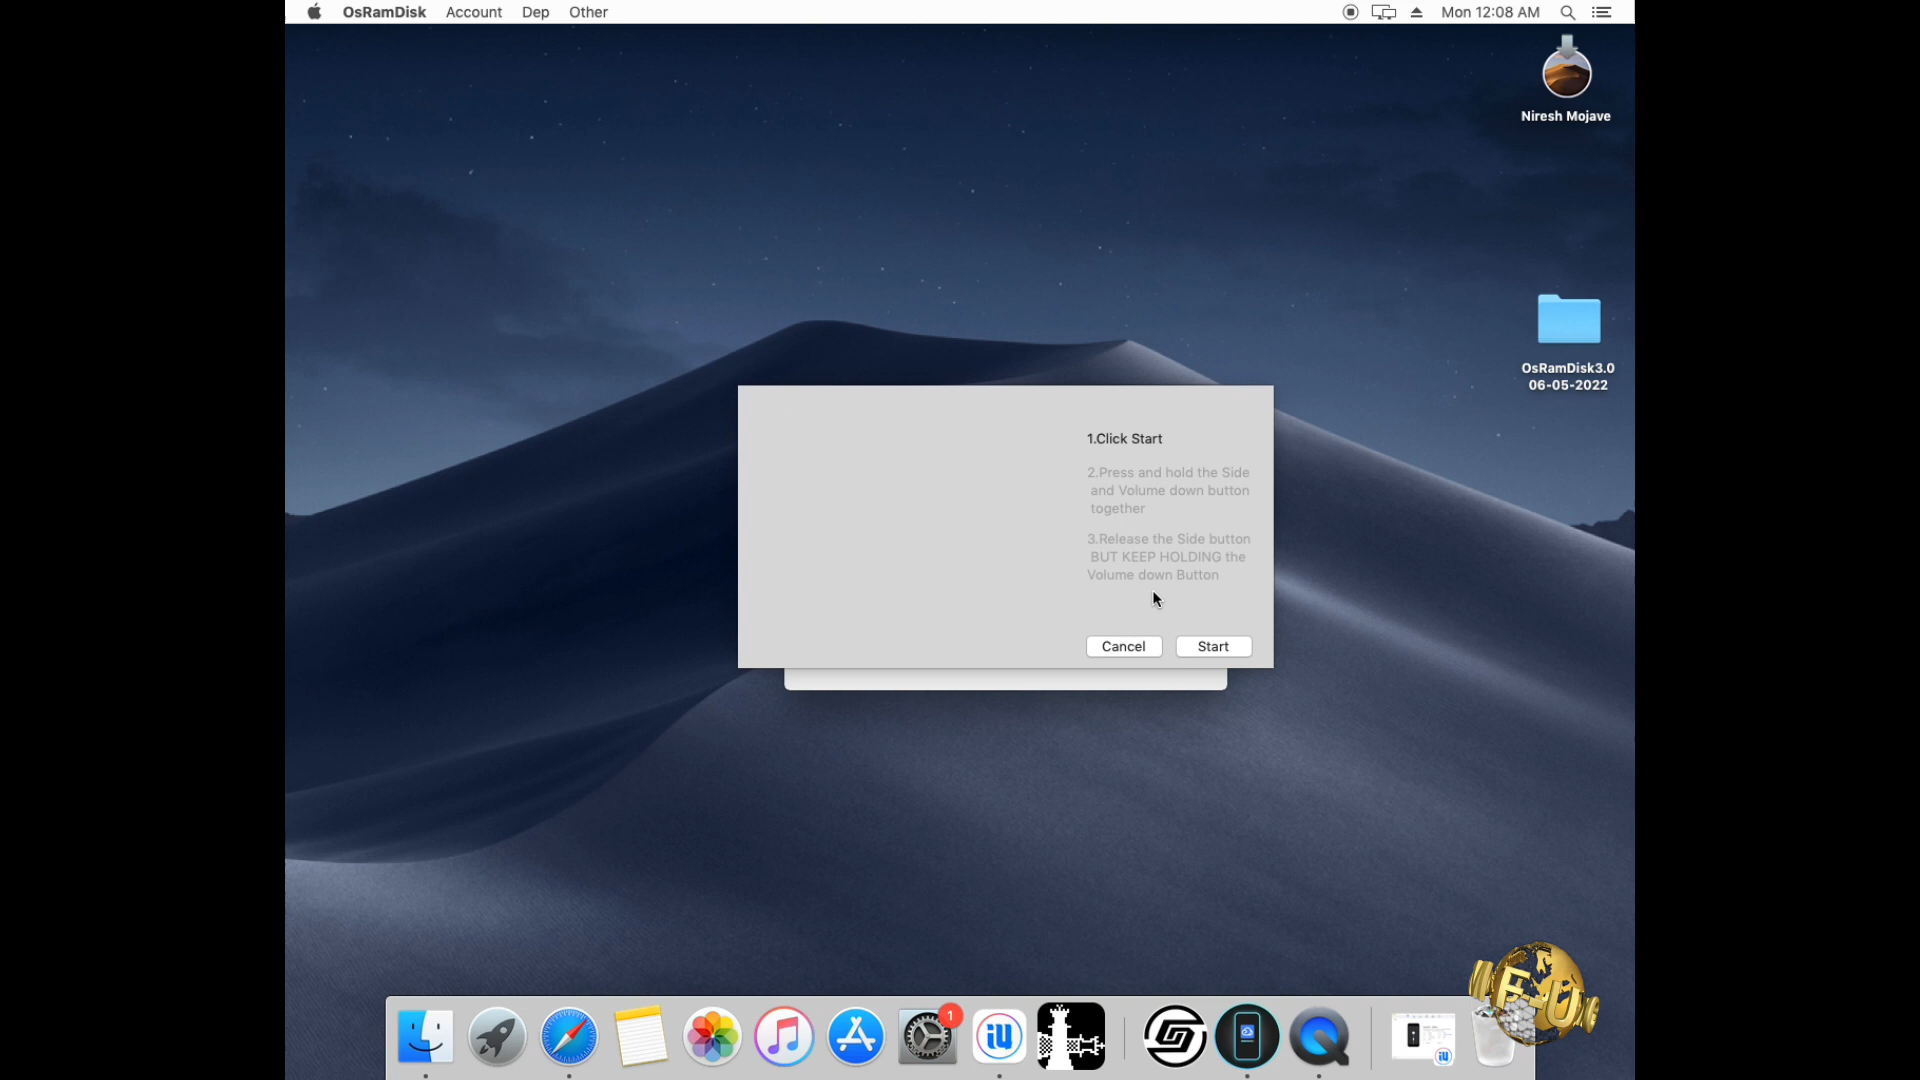 OsRamDisk Account Dep Other
Mon 12:08 AM
Niresh Mojave
OsRamDisk3.0
06-05-2022
1.Click Start
2.Press and hold the Side
and Volume down button
together
3.Release the Side button
BUT KEEP HOLDING the
Volume down Button
Cancel Start
1
iU
F-U